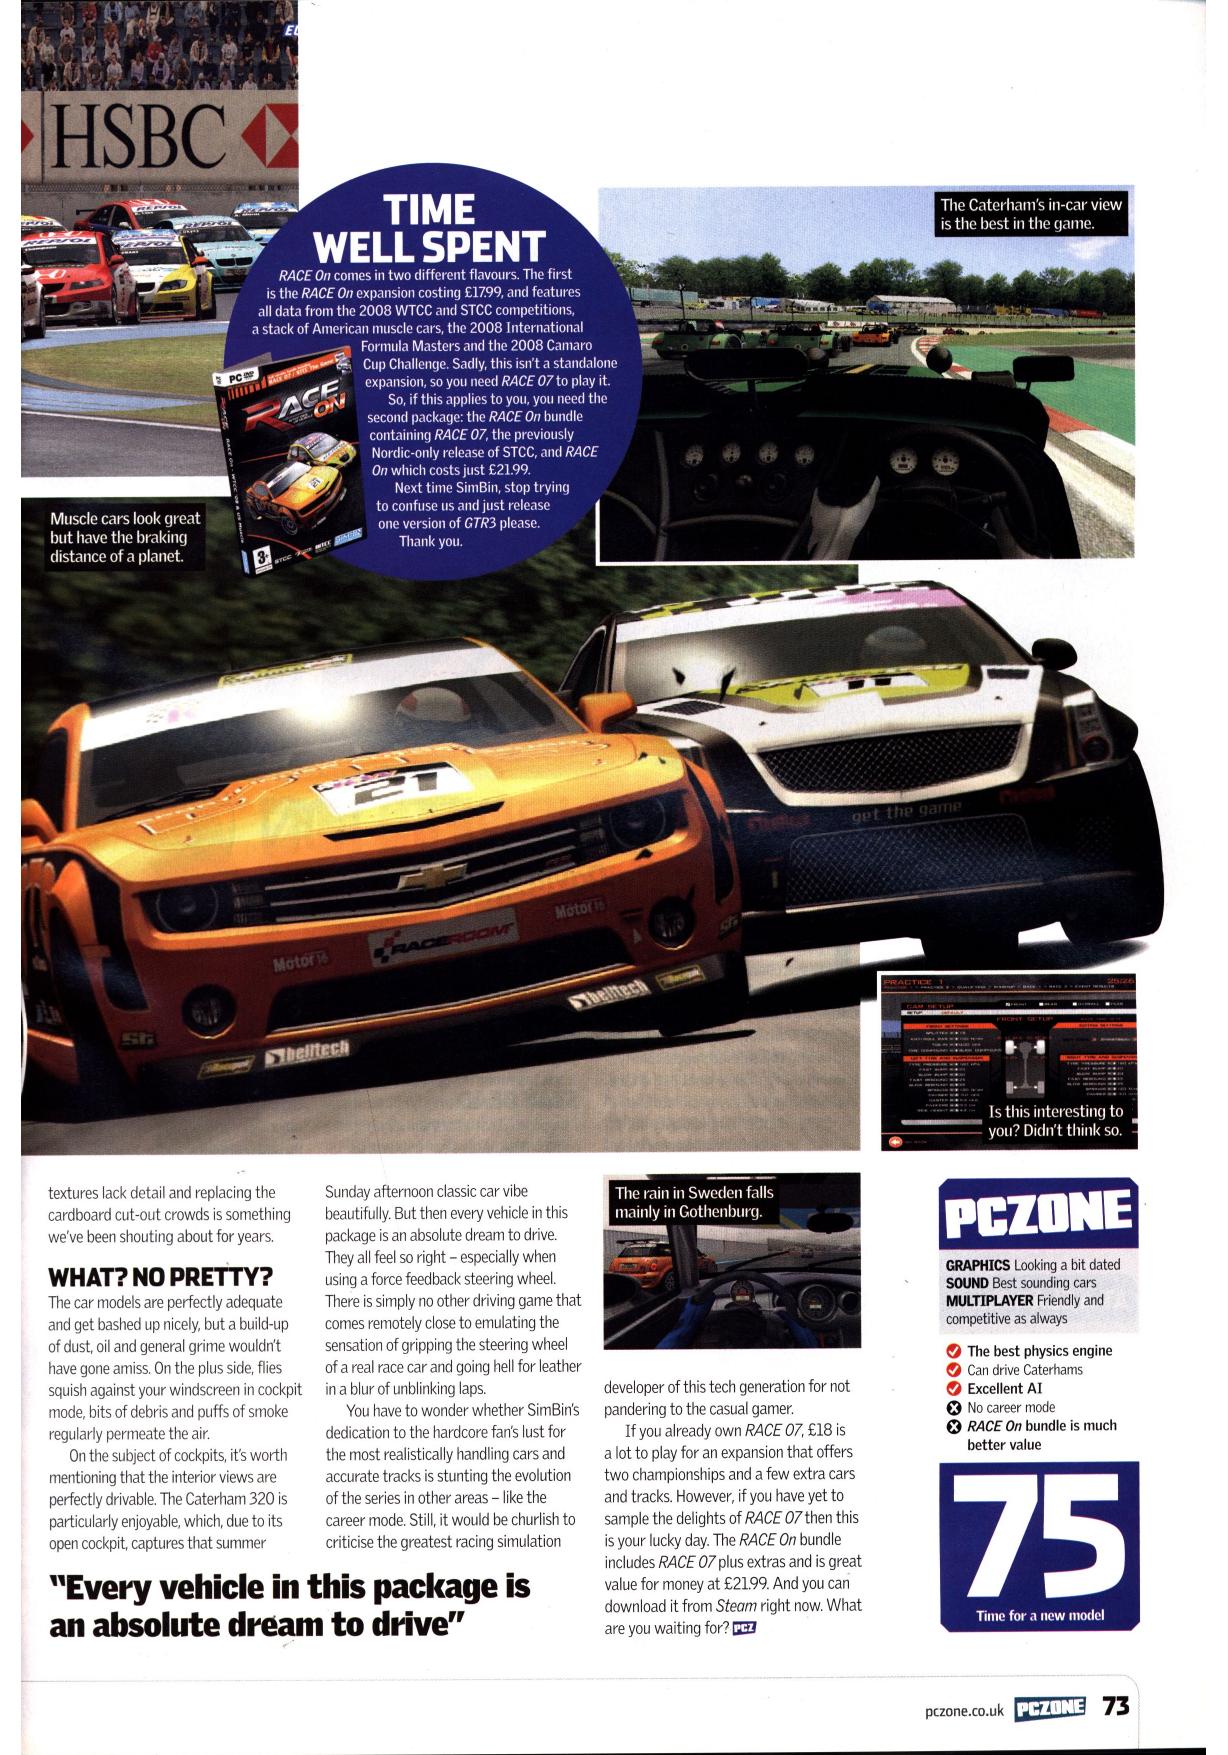 HSBC
REPSOL
REPSOL
REPSOL
TIME
WELL SPENT
RACE On comes in two different flavours. The first
is the RACE On expansion costing £17.99, and features
all data from the 2008 WTCC and STCC competitions,
a stack of American muscle cars, the 2008 International
Formula Masters and the 2008 Camaro
Cup Challenge. Sadly, this isn't a standalone
expansion, so you need RACE 07 to play it.
So, if this applies to you, you need the
second package: the RACE On bundle
containing RACE 07, the previously
Nordic-only release of STCC, and RACE
On which costs just £21.99.
Next time SimBin, stop trying
to confuse us and just release
one version of GTR3 please.
Thank you.
PC DVD
RACE
ON
3+
The Caterham's in-car view
is the best in the game.
Muscle cars look great
but have the braking
distance of a planet.
21
get the game
Motor16
RACEROOM
Motor16
belltech
belltech
PRACTICE 1
25:26
CAR SETUP
FRONT SETUP
Is this interesting to
you? Didn't think so.
textures lack detail and replacing the
cardboard cut-out crowds is something
we've been shouting about for years.
WHAT? NO PRETTY?
The car models are perfectly adequate
and get bashed up nicely, but a build-up
of dust, oil and general grime wouldn't
have gone amiss. On the plus side, flies
squish against your windscreen in cockpit
mode, bits of debris and puffs of smoke
regularly permeate the air.
On the subject of cockpits, it's worth
mentioning that the interior views are
perfectly drivable. The Caterham 320 is
particularly enjoyable, which, due to its
open cockpit, captures that summer
Sunday afternoon classic car vibe
beautifully. But then every vehicle in this
package is an absolute dream to drive.
They all feel so right – especially when
using a force feedback steering wheel.
There is simply no other driving game that
comes remotely close to emulating the
sensation of gripping the steering wheel
of a real race car and going hell for leather
in a blur of unblinking laps.
You have to wonder whether SimBin's
dedication to the hardcore fan's lust for
the most realistically handling cars and
accurate tracks is stunting the evolution
of the series in other areas – like the
career mode. Still, it would be churlish to
criticise the greatest racing simulation
"Every vehicle in this package is
an absolute dream to drive"
The rain in Sweden falls
mainly in Gothenburg.
developer of this tech generation for not
pandering to the casual gamer.
If you already own RACE 07, £18 is
a lot to play for an expansion that offers
two championships and a few extra cars
and tracks. However, if you have yet to
sample the delights of RACE 07 then this
is your lucky day. The RACE On bundle
includes RACE 07 plus extras and is great
value for money at £21.99. And you can
download it from Steam right now. What
are you waiting for? PCZ
PCZONE
GRAPHICS Looking a bit dated
SOUND Best sounding cars
MULTIPLAYER Friendly and
competitive as always
The best physics engine
Can drive Caterhams
Excellent AI
No career mode
RACE On bundle is much
better value
75
Time for a new model
pczone.co.uk PCZONE 73